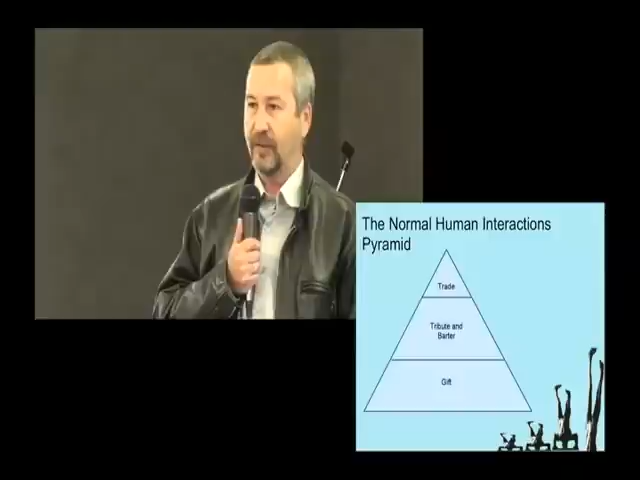 The Normal Human Interactions
Pyramid
Trade
Tribute and
Barter
Gift